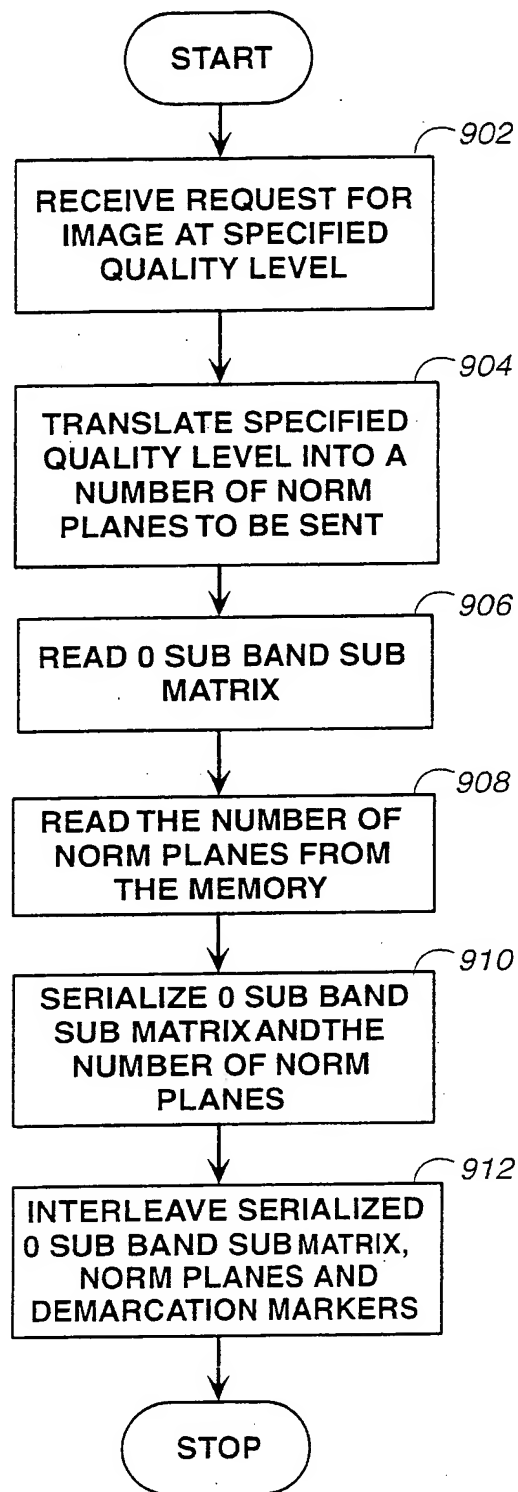 START
902
RECEIVE REQUEST FOR
IMAGE AT SPECIFIED
QUALITY LEVEL
904
TRANSLATE SPECIFIED
QUALITY LEVEL INTO A
NUMBER OF NORM
PLANES TO BE SENT
906
READ 0 SUB BAND SUB
MATRIX
908
READ THE NUMBER OF
NORM PLANES FROM
THE MEMORY
910
SERIALIZE 0 SUB BAND
SUB MATRIXANDTHE
NUMBER OF NORM
PLANES
912
INTERLEAVE SERIALIZED
0 SUB BAND SUB MATRIX,
NORM PLANES AND
DEMARCATION MARKERS
STOP